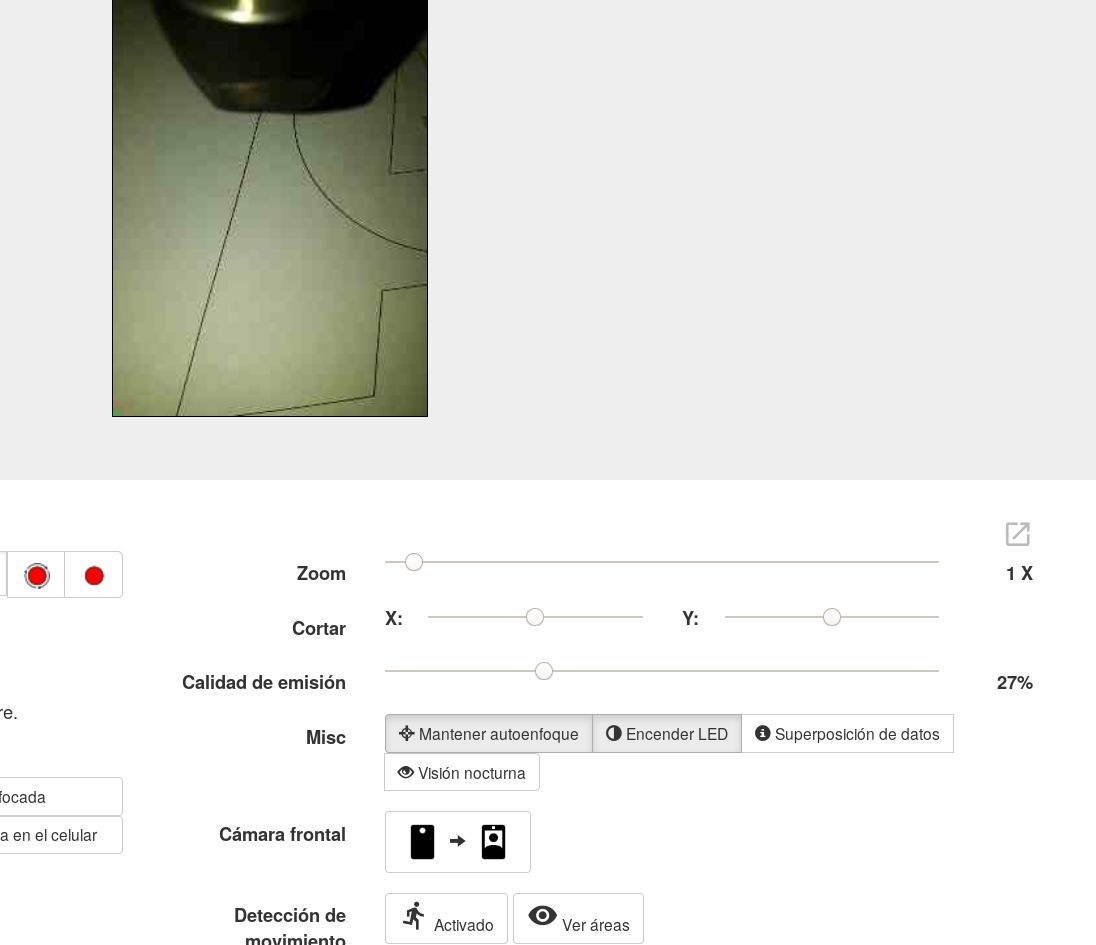 Zoom
1 X
Cortar
X:
Y:
Calidad de emisión
27%
re.
Misc
Mantener autoenfoque
Encender LED
Superposición de datos
Visión nocturna
focada
a en el celular
Cámara frontal
Detección de
movimiento
Activado
Ver áreas